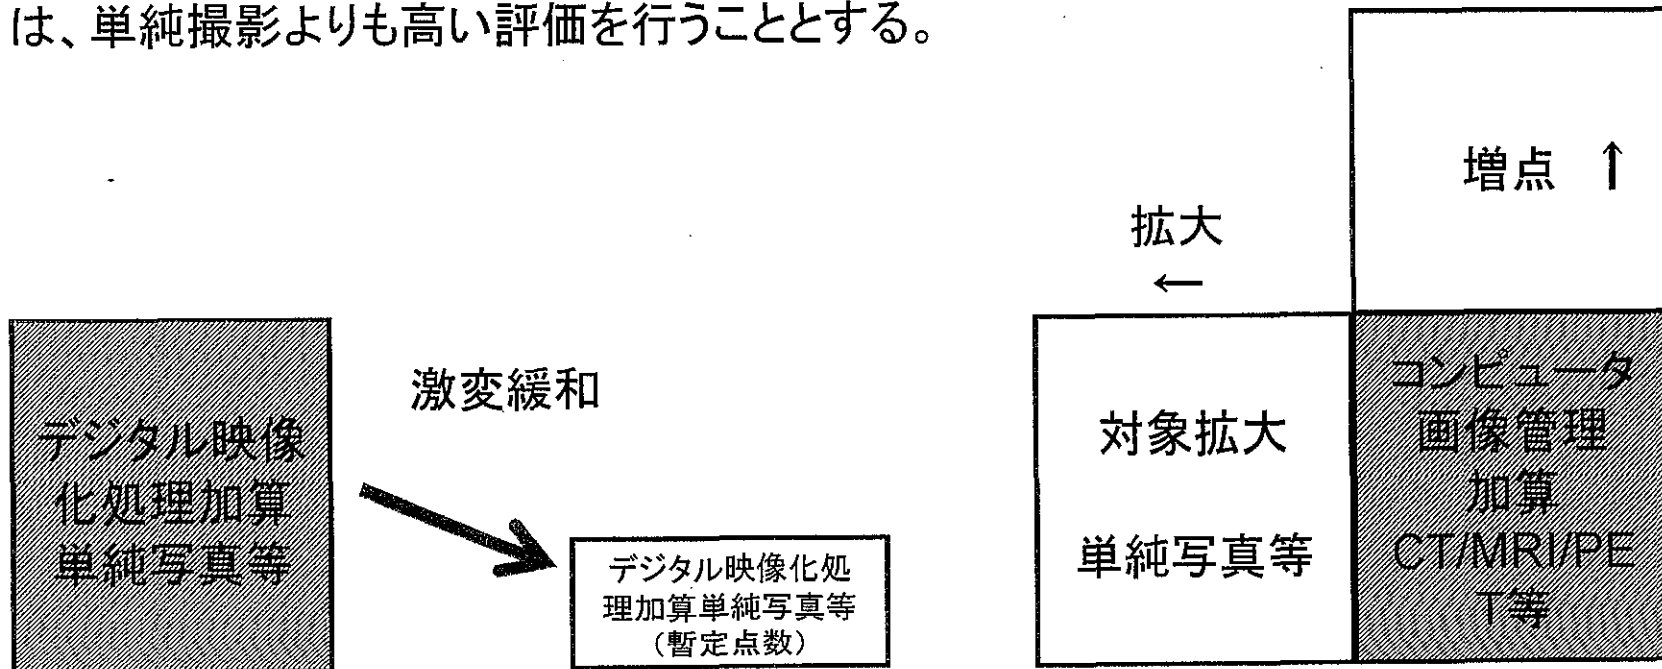 は、単純撮影よりも高い評価を行うこととする。
増点 ↑
拡大
←
デジタル映像
化処理加算
単純写真等
激変緩和
デジタル映像化処
理加算単純写真等
(暫定点数)
対象拡大
単純写真等
コンピュータ
画像管理
加算
CT/MRI/PE
T等